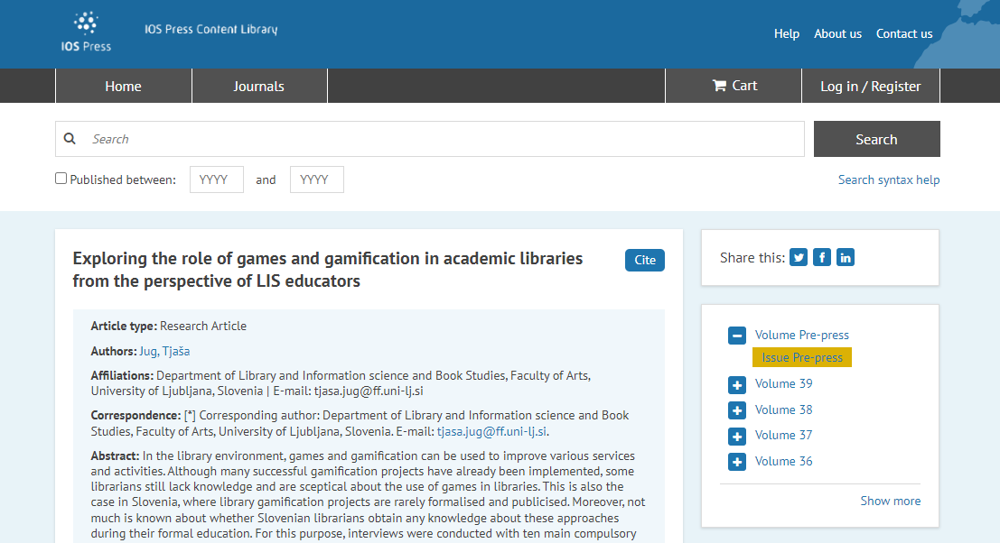 IOS Press
IOS Press Content Library
Help About us Contact us
Home Journals Cart Log in / Register
Search Search
Published between: YYYY and YYYY Search syntax help
Exploring the role of games and gamification in academic libraries
from the perspective of LIS educators
Cite
Article type: Research Article
Authors: Jug, Tjaša
Affiliations: Department of Library and Information science and Book Studies, Faculty of Arts,
University of Ljubljana, Slovenia | E-mail: tjasa.jug@ff.uni-lj.si
Correspondence: [*] Corresponding author: Department of Library and Information science and Book
Studies, Faculty of Arts, University of Ljubljana, Slovenia. E-mail: tjasa.jug@ff.uni-lj.si.
Abstract: In the library environment, games and gamification can be used to improve various services
and activities. Although many successful gamification projects have already been implemented, some
librarians still lack knowledge and are sceptical about the use of games in libraries. This is also the
case in Slovenia, where library gamification projects are rarely formalised and publicised. Moreover, not
much is known about whether Slovenian librarians obtain any knowledge about these approaches
during their formal education. For this purpose, interviews were conducted with ten main compulsory
Share this:
Volume Pre-press
Issue Pre-press
Volume 39
Volume 38
Volume 37
Volume 36
Show more